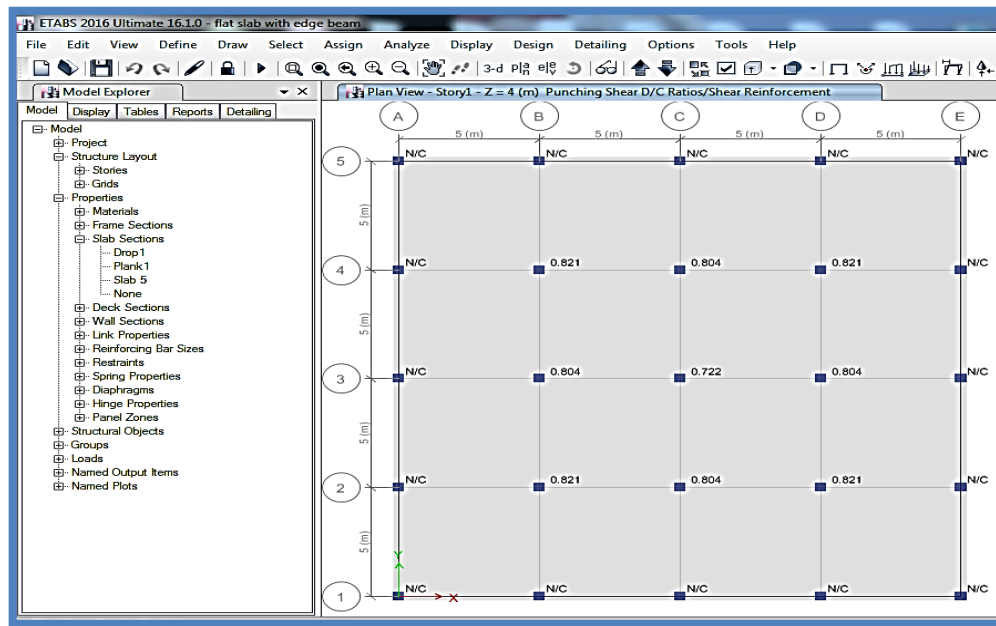 ETABS 2016 Ultimate 16.1.0 - flat slab with edge beam
File Edit View Define Draw Select Assign Analyze Display Design Detailing Options Tools Help
3-d
Model Explorer
Plan View - Story1 - Z = 4 (m) Punching Shear D/C Ratios/Shear Reinforcement
Model Display Tables Reports Detailing
Model
Project
Structure Layout
Stories
Grids
Properties
Materials
Frame Sections
Slab Sections
Drop1
Plank1
Slab 5
None
Deck Sections
Wall Sections
Link Properties
Reinforcing Bar Sizes
Restraints
Spring Properties
Diaphragms
Hinge Properties
Panel Zones
Structural Objects
Groups
Loads
Named Output Items
Named Plots
A B C D E
5 (m) 5 (m) 5 (m) 5 (m)
5 N/C N/C N/C N/C N/C
5 (m)
4 N/C 0.821 0.804 0.821 N/C
5 (m)
3 N/C 0.804 0.722 0.804 N/C
5 (m)
2 N/C 0.821 0.804 0.821 N/C
5 (m)
Y
1 N/C N/C N/C N/C N/C
X